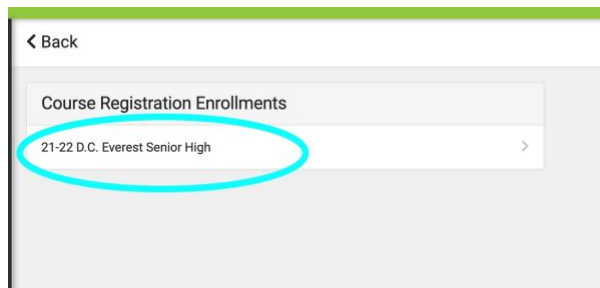 Back
Course Registration Enrollments
21-22 D.C. Everest Senior High